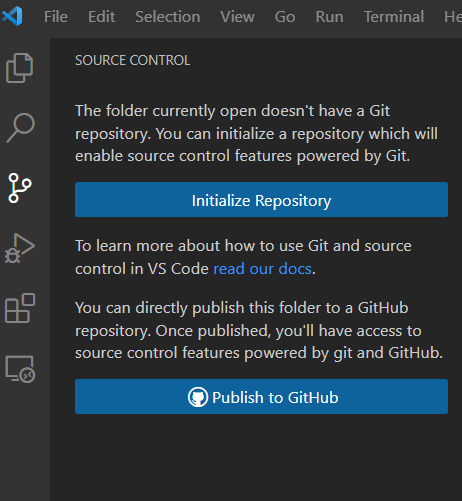 File Edit Selection View Go Run Terminal He
SOURCE CONTROL
The folder currently open doesn't have a Git
repository. You can initialize a repository which will
enable source control features powered by Git.
Initialize Repository
To learn more about how to use Git and source
control in VS Code read our docs.
You can directly publish this folder to a GitHub
repository. Once published, you'll have access to
source control features powered by git and GitHub.
Publish to GitHub